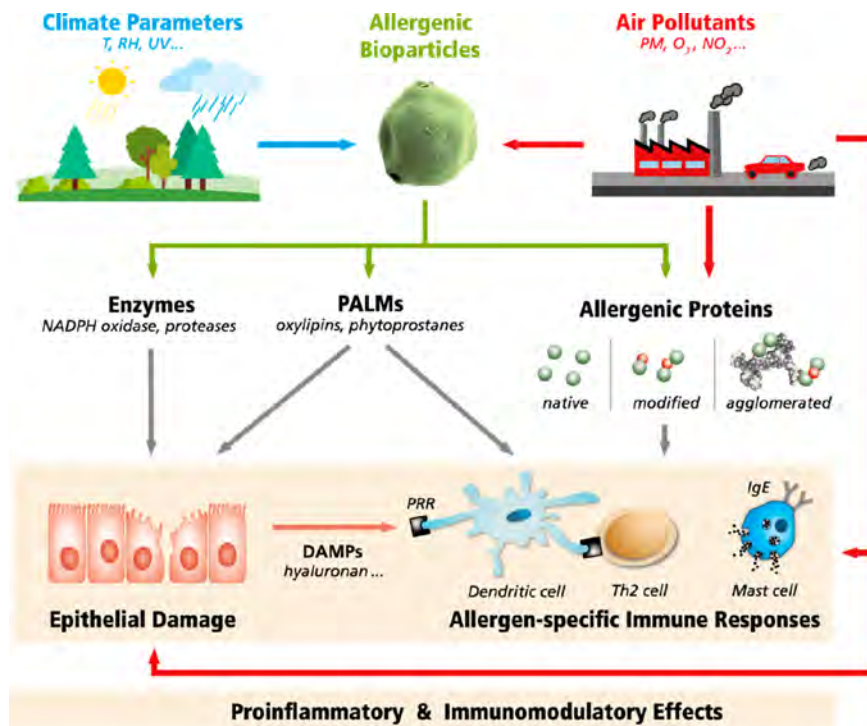 Climate Parameters
T, RH, UV...
Allergenic
Bioparticles
Air Pollutants
PM, O3, NO2...
Enzymes
NADPH oxidase, proteases
PALMs
oxylipins, phytoprostanes
Allergenic Proteins
native
modified
agglomerated
PRR
IgE
DAMPs
hyaluronan ...
Dendritic cell
Th2 cell
Mast cell
Epithelial Damage
Allergen-specific Immune Responses
Proinflammatory & Immunomodulatory Effects